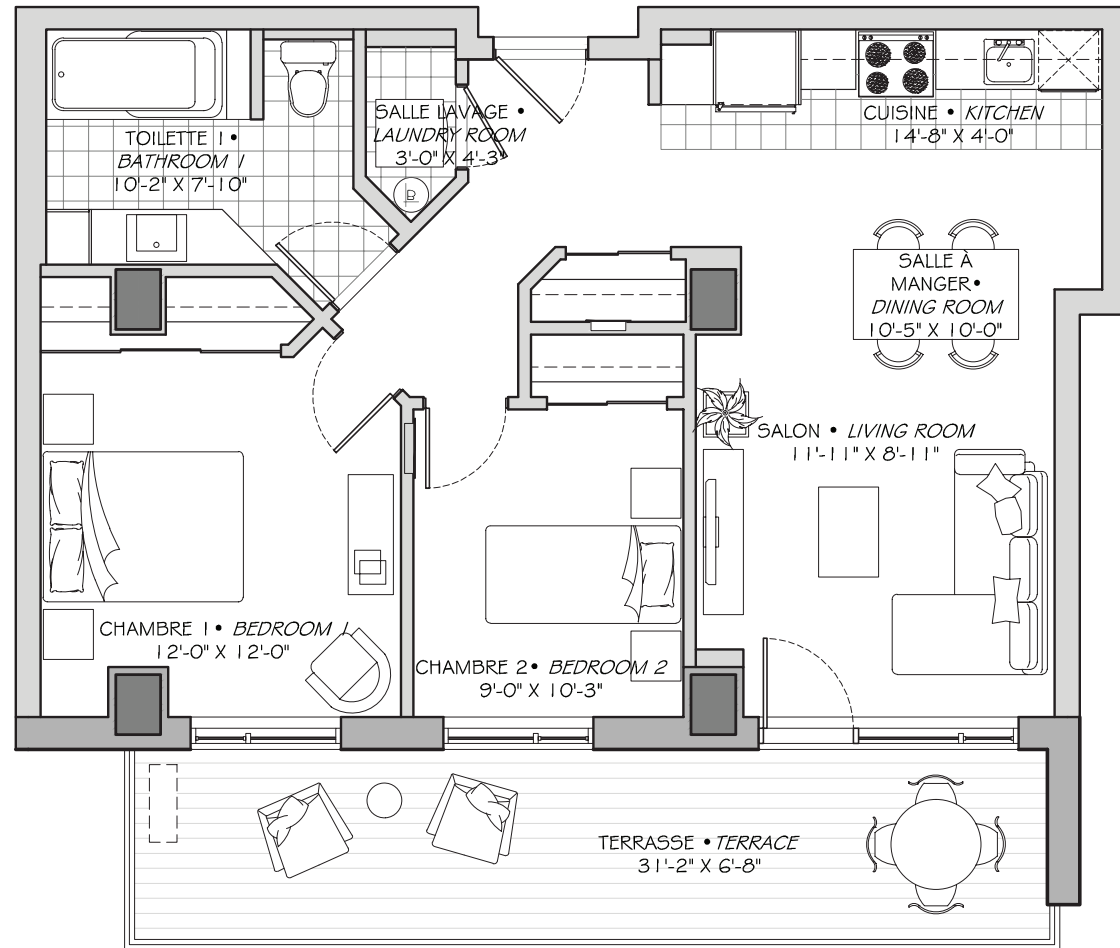 SALLE LAVAGE •
LAUNDRY ROOM
3'-0" X 4'-3"
B
CUISINE • KITCHEN
14'-8" X 4'-0"
TOILETTE 1 •
BATHROOM 1
10'-2" X 7'-10"
SALLE À
MANGER •
DINING ROOM
10'-5" X 10'-0"
SALON • LIVING ROOM
11'-11" X 8'-11"
CHAMBRE 1 • BEDROOM 1
12'-0" X 12'-0"
CHAMBRE 2 • BEDROOM 2
9'-0" X 10'-3"
TERRASSE • TERRACE
31'-2" X 6'-8"